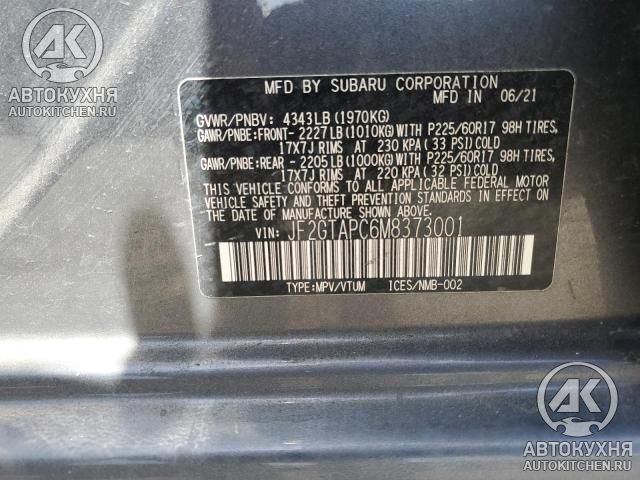 АК
АВТОКУХНЯ
AUTOKITCHEN.RU
MFD BY SUBARU CORPORATION
MFD IN 06/21
GVWR/PNBV: 4343LB(1970KG)
GAWR/PNBE:FRONT-2227LB(1010KG)WITH P225/60R17 98H TIRES,
17X7J RIMS AT 230 KPA(33 PSI)COLD
GAWR/PNBE:REAR -2205LB(1000KG)WITH P225/60R17 98H TIRES,
17X7J RIMS AT 220 KPA(32 PSI)COLD
THIS VEHICLE CONFORMS TO ALL APPLICABLE FEDERAL MOTOR
VEHICLE SAFETY AND THEFT PREVENTION STANDARDS IN EFFECT ON
THE DATE OF MANUFACTURE SHOWN ABOVE.
VIN: JF2GTAPC6M8373001
TYPE:MPV/VTUM ICES/NMB-002
АК
АВТОКУХНЯ
AUTOKITCHEN.RU